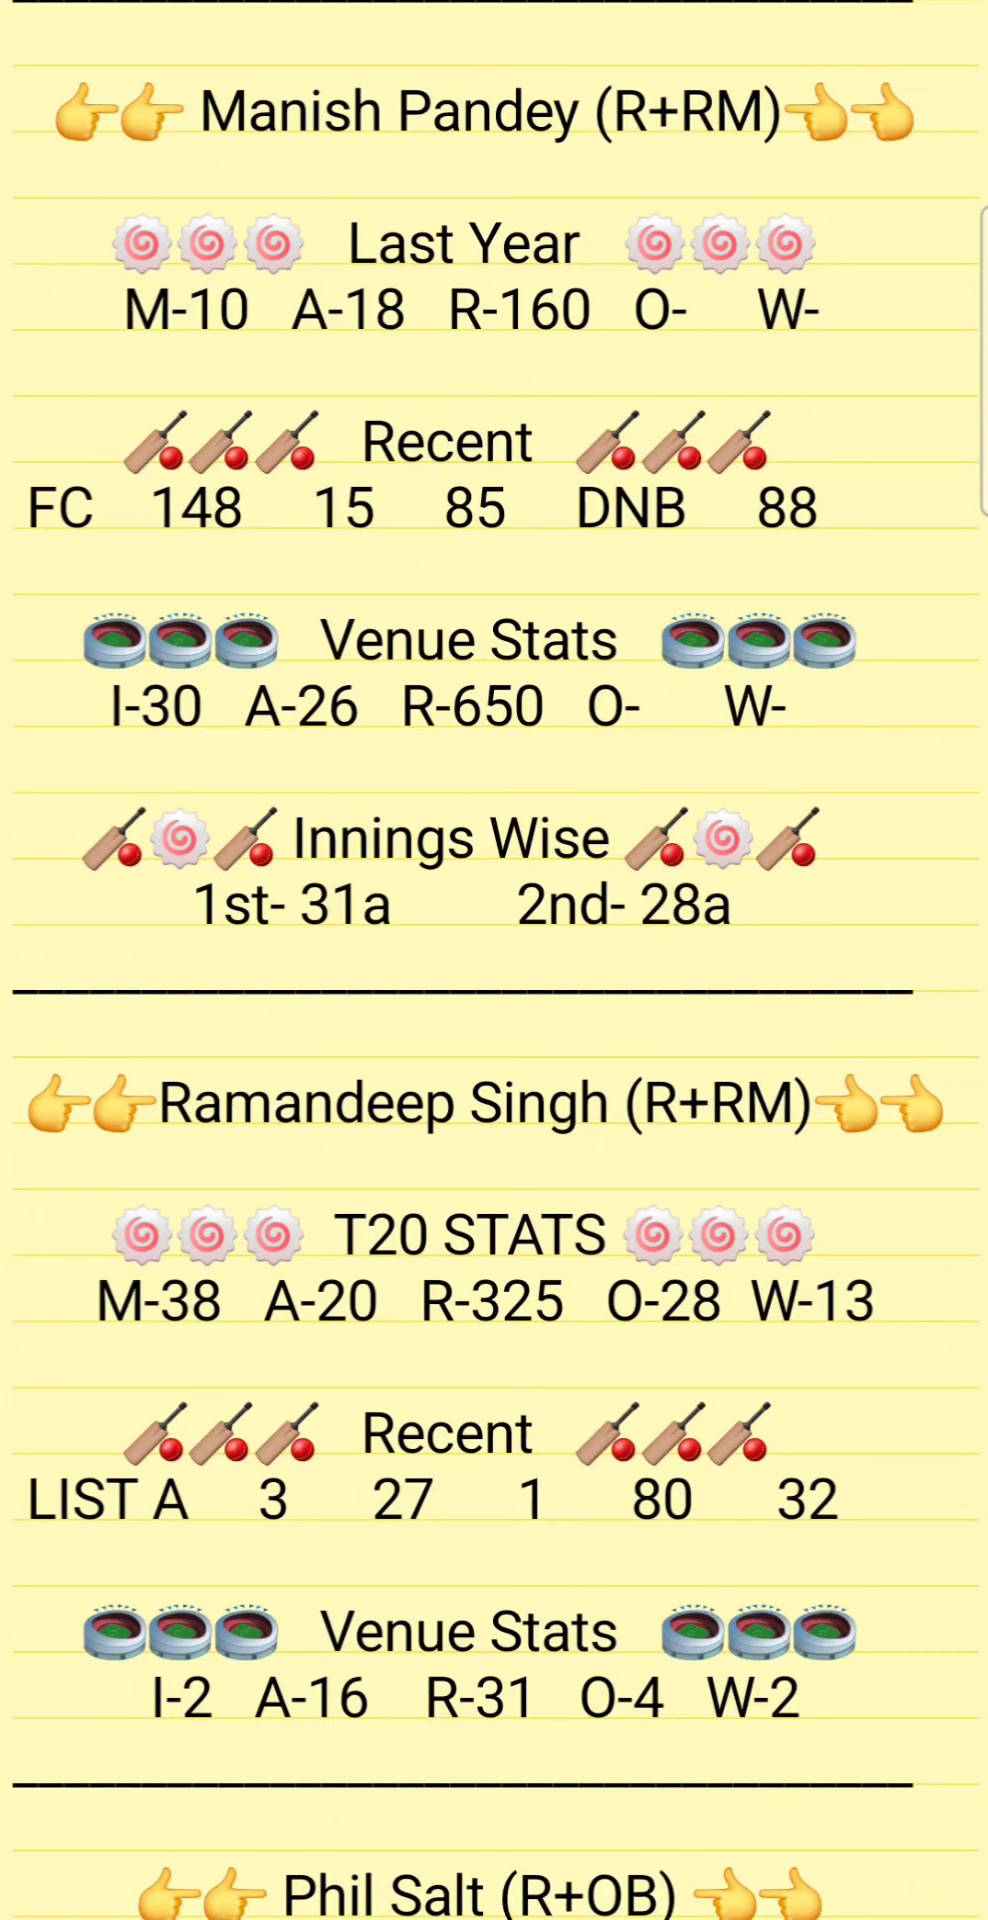 👉👉 Manish Pandey (R+RM)👈👈
🍥🍥🍥 Last Year 🍥🍥🍥
M-10 A-18 R-160 O- W-
🏏🏏🏏 Recent 🏏🏏🏏
FC 148 15 85 DNB 88
🏟️🏟️🏟️ Venue Stats 🏟️🏟️🏟️
I-30 A-26 R-650 O- W-
🏏🍥🏏 Innings Wise 🏏🍥🏏
1st- 31a 2nd- 28a
👉👉Ramandeep Singh (R+RM)👈👈
🍥🍥🍥 T20 STATS 🍥🍥🍥
M-38 A-20 R-325 O-28 W-13
🏏🏏🏏 Recent 🏏🏏🏏
LIST A 3 27 1 80 32
🏟️🏟️🏟️ Venue Stats 🏟️🏟️🏟️
I-2 A-16 R-31 O-4 W-2
👉👉 Phil Salt (R+OB) 👈👈